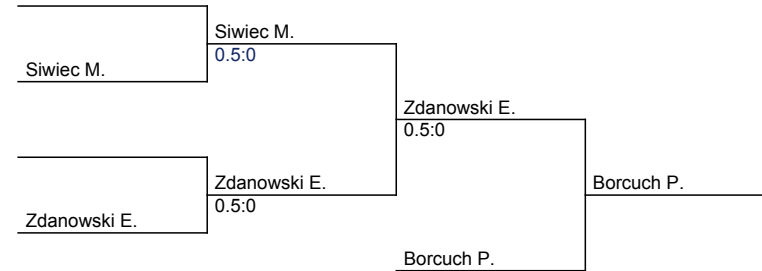 Siwiec M.
0.5:0
Siwiec M.
Zdanowski E.
0.5:0
Zdanowski E.
0.5:0
Borcuch P.
Zdanowski E.
Borcuch P.